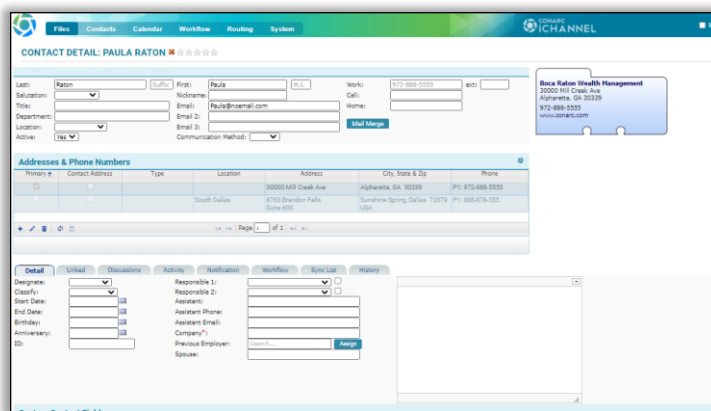 Files Contacts Calendar Workflow Routing System
CONARC
iCHANNEL
CONTACT DETAIL: PAULA RATON
Last: Raton Suffix First: Paula M.I. Work: 972-888-5555 ext:
Salutation: Nickname: Cell:
Title: Email: Paula@noemail.com Home:
Department: Email 2:
Location: Email 3: Mail Merge
Active: Yes Communication Method:
Boca Raton Wealth Management
30000 Mill Creek Ave
Alpharetta, GA 30339
972-888-5555
www.conarc.com
Addresses & Phone Numbers
Primary Contact Address Type Location Address City, State & Zip Phone
30000 Mill Creek Ave Alpharetta, GA 30339 P1: 972-888-5555
South Dallas 8763 Brandon Falls Sunshine Spring, Dallas 73379 P1: 888-878-555
Suite 600 USA
Page 1 of 1
Detail Linked Discussions Activity Notification Workflow Sync List History
Designate: Responsible 1:
Classify: Responsible 2:
Start Date: Assistant:
End Date: Assistant Phone:
Birthday: Assistant Email:
Anniversary: Company*:
ID: Previous Employer: Search... Assign
Spouse: